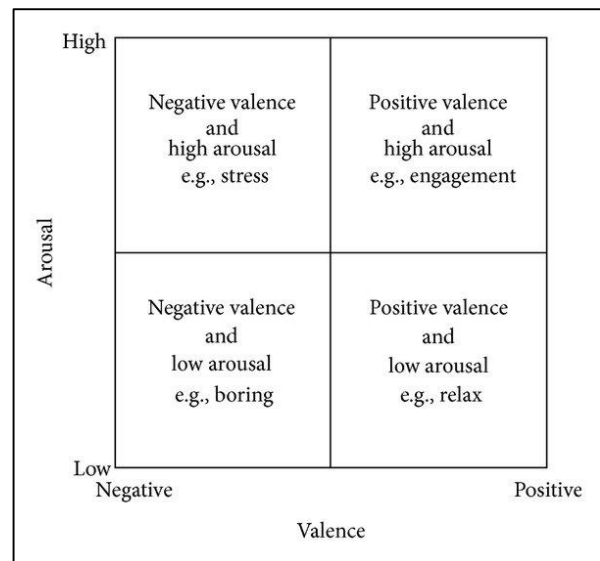 High
Negative valence
and
high arousal
e.g., stress
Positive valence
and
high arousal
e.g., engagement
Arousal
Negative valence
and
low arousal
e.g., boring
Positive valence
and
low arousal
e.g., relax
Low
Negative
Positive
Valence